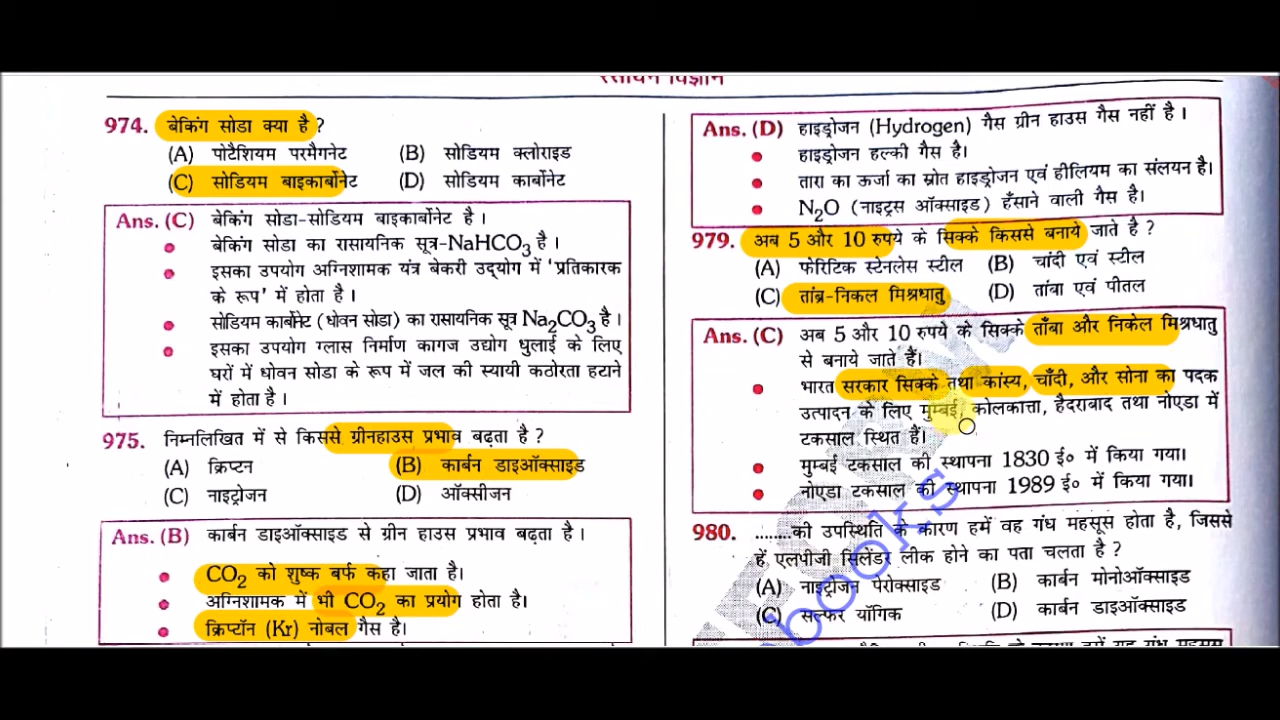 रसायन विज्ञान
974. बेकिंग सोडा क्या है ?
(A) पोटैशियम परमैगनेट (B) सोडियम क्लोराइड
(C) सोडियम बाइकार्बोनेट (D) सोडियम कार्बोनेट
Ans. (C) बेकिंग सोडा-सोडियम बाइकार्बोनेट है ।
● बेकिंग सोडा का रासायनिक सूत्र-NaHCO₃ है ।
● इसका उपयोग अग्निशामक यंत्र बेकरी उद्योग में 'प्रतिकारक
के रूप' में होता है ।
● सोडियम कार्बोनेट (धोवन सोडा) का रासायनिक सूत्र Na₂CO₃ है ।
● इसका उपयोग ग्लास निर्माण कागज उद्योग धुलाई के लिए
घरों में धोवन सोडा के रूप में जल की स्यायी कठोरता हटाने
में होता है ।
975. निम्नलिखित में से किससे ग्रीनहाउस प्रभाव बढ़ता है ?
(A) क्रिप्टन (B) कार्बन डाइऑक्साइड
(C) नाइट्रोजन (D) ऑक्सीजन
Ans. (B) कार्बन डाइऑक्साइड से ग्रीन हाउस प्रभाव बढ़ता है ।
● CO₂ को शुष्क बर्फ कहा जाता है।
● अग्निशामक में भी CO₂ का प्रयोग होता है।
● क्रिप्टॉन (Kr) नोबल गैस है।
Ans. (D) हाइड्रोजन (Hydrogen) गैस ग्रीन हाउस गैस नहीं है ।
● हाइड्रोजन हल्की गैस है।
● तारा का ऊर्जा का स्रोत हाइड्रोजन एवं हीलियम का संलयन है।
● N₂O (नाइट्रस ऑक्साइड) हँसाने वाली गैस है।
979. अब 5 और 10 रुपये के सिक्के किससे बनाये जाते है ?
(A) फेरिटिक स्टेनलेस स्टील (B) चांदी एवं स्टील
(C) तांब्र-निकल मिश्रधातु (D) तांबा एवं पीतल
Ans. (C) अब 5 और 10 रुपये के सिक्के ताँबा और निकेल मिश्रधातु
से बनाये जाते हैं।
● भारत सरकार सिक्के तथा कांस्य, चाँदी, और सोना का पदक
उत्पादन के लिए मुम्बई, कोलकात्ता, हैदराबाद तथा नोएडा में
टकसाल स्थित हैं।
● मुम्बई टकसाल की स्थापना 1830 ई० में किया गया।
● नोएडा टकसाल की स्थापना 1989 ई० में किया गया।
980. ........की उपस्थिति के कारण हमें वह गंध महसूस होता है, जिससे
हें एलपीजी सिलेंडर लीक होने का पता चलता है ?
(A) नाइट्रोजन पेरोक्साइड (B) कार्बन मोनोऑक्साइड
(C) सल्फर यॉगिक (D) कार्बन डाइऑक्साइड
books